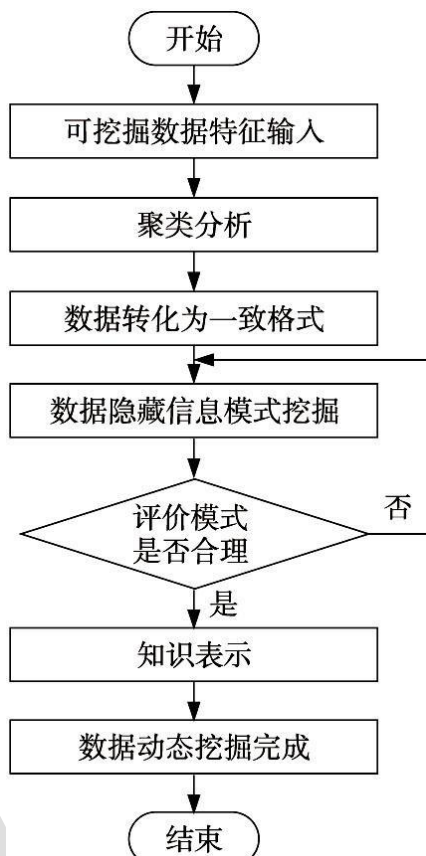 开始
可挖掘数据特征输入
聚类分析
数据转化为一致格式
数据隐藏信息模式挖掘
评价模式
是否合理
否
是
知识表示
数据动态挖掘完成
结束